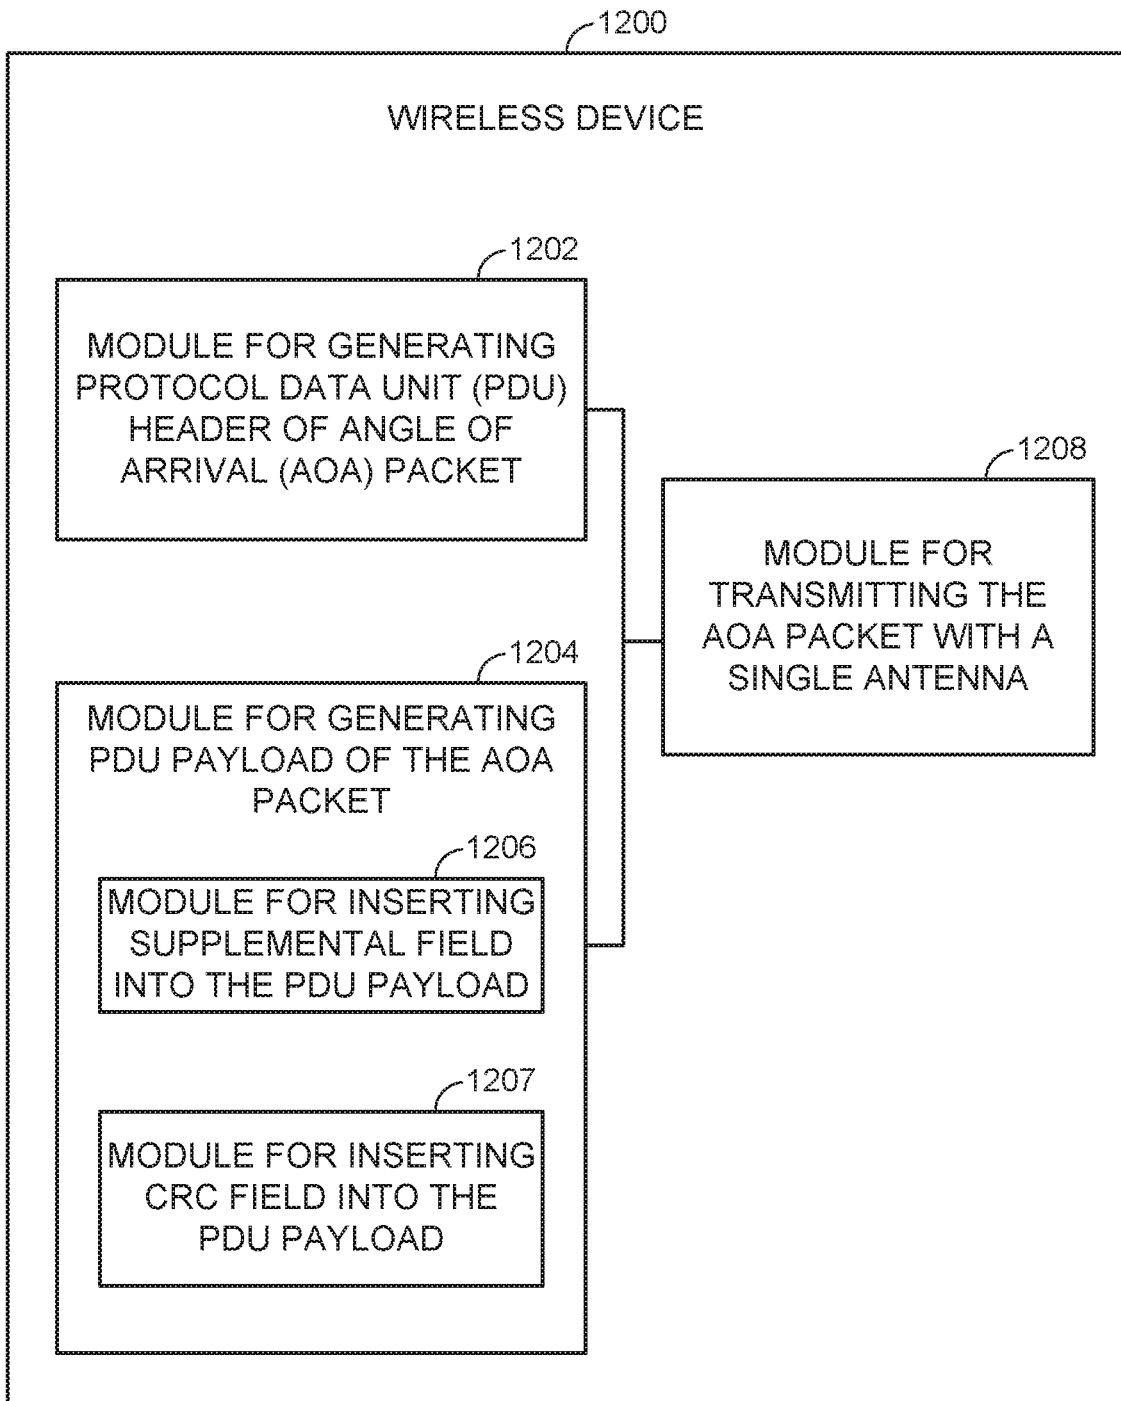 1200
WIRELESS DEVICE
1202
MODULE FOR GENERATING
PROTOCOL DATA UNIT (PDU)
HEADER OF ANGLE OF
ARRIVAL (AOA) PACKET
1208
MODULE FOR
TRANSMITTING THE
AOA PACKET WITH A
SINGLE ANTENNA
1204
MODULE FOR GENERATING
PDU PAYLOAD OF THE AOA
PACKET
1206
MODULE FOR INSERTING
SUPPLEMENTAL FIELD
INTO THE PDU PAYLOAD
1207
MODULE FOR INSERTING
CRC FIELD INTO THE
PDU PAYLOAD